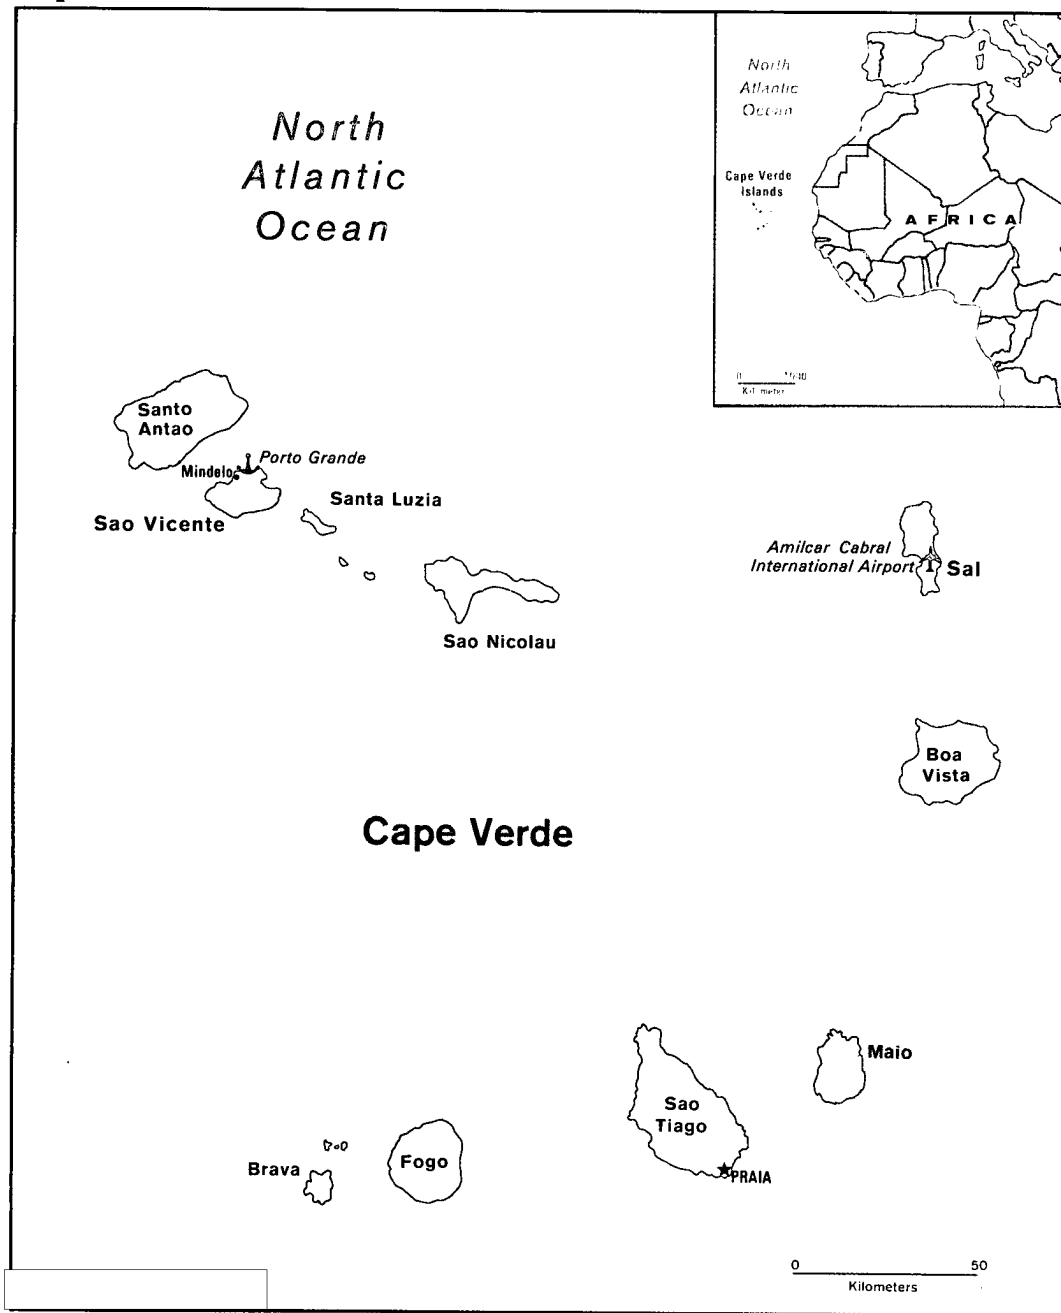 North
Atlantic
Ocean
North
Atlantic
Ocean
Cape Verde
Islands
AFRICA
0
Santo
Antao
Mindelo
Porto Grande
Sao Vicente
Santa Luzia
Sao Nicolau
Amilcar Cabral
International Airport
Sal
Boa
Vista
Cape Verde
Maio
Sao
Tiago
PRAIA
Fogo
Brava
0 50
Kilometers